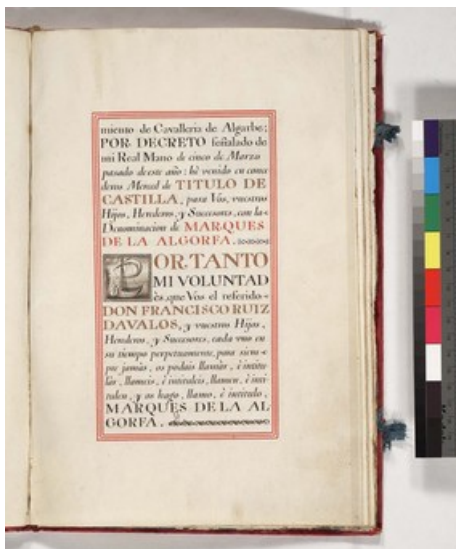 miento de Cavalleria de Algarbe;
POR DECRETO señalado de
mi Real Mano de cinco de Marzo
pasado de este año: hè venido en conce
deros Merced de TITULO DE
CASTILLA, para Vos, vuestros
Hijos, Herederos, y Successores, con la
Denominacion de MARQUES
DE LA ALGORFA.
POR TANTO
MI VOLUNTAD
ès, que Vos el referido
DON FRANCISCO RUIZ
DAVALOS, y vuestros Hijos,
Herederos, y Successores, cada uno en
su tiempo perpetuamente, para siem
pre jamàs, os podais llamàr, è intitu
làr, llameis, è intituleis, llamen, è inti
tulen, y os hago, llamo, è intitulo,
MARQUES DE LA AL
GORFA.